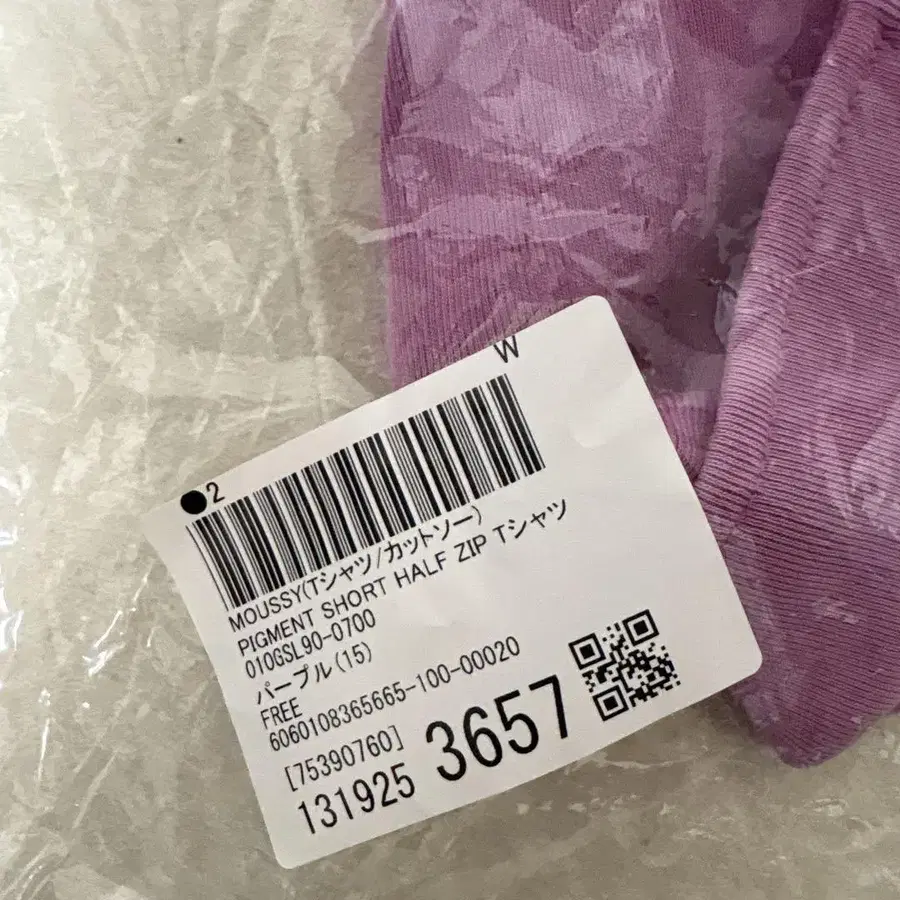 W
●2
MOUSSY(Tシャツ/カットソー)
PIGMENT SHORT HALF ZIP Tシャツ
010GSL90-0700
パープル(15)
FREE
6060108365665-100-00020
[75390760]
131925 3657